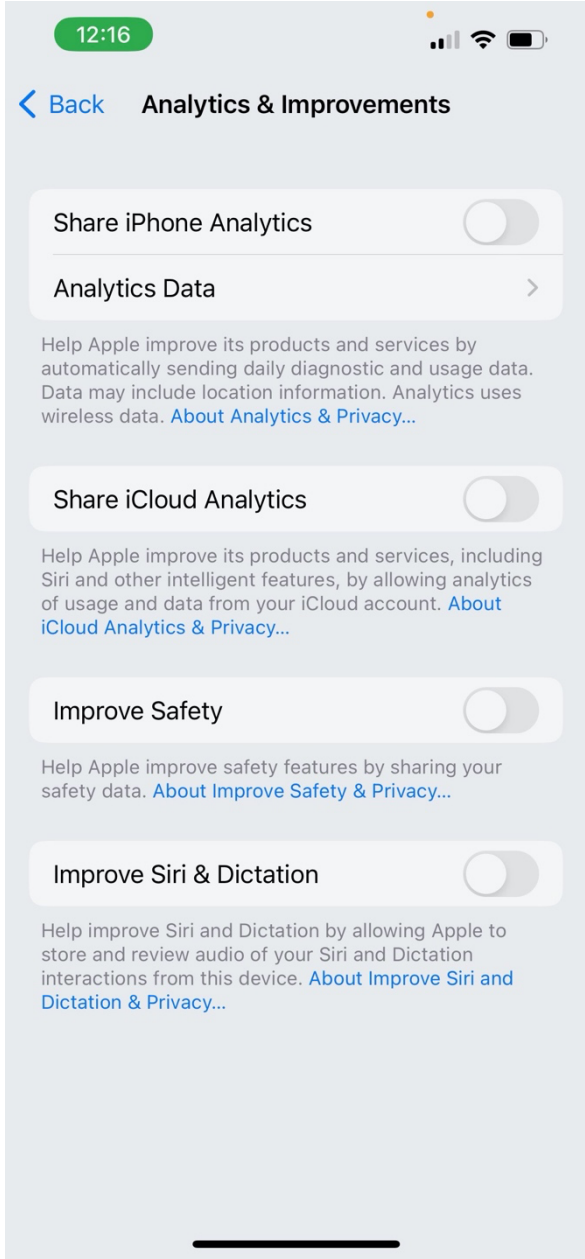 12:16
Back Analytics & Improvements
Share iPhone Analytics
Analytics Data
Help Apple improve its products and services by
automatically sending daily diagnostic and usage data.
Data may include location information. Analytics uses
wireless data. About Analytics & Privacy...
Share iCloud Analytics
Help Apple improve its products and services, including
Siri and other intelligent features, by allowing analytics
of usage and data from your iCloud account. About
iCloud Analytics & Privacy...
Improve Safety
Help Apple improve safety features by sharing your
safety data. About Improve Safety & Privacy...
Improve Siri & Dictation
Help improve Siri and Dictation by allowing Apple to
store and review audio of your Siri and Dictation
interactions from this device. About Improve Siri and
Dictation & Privacy...